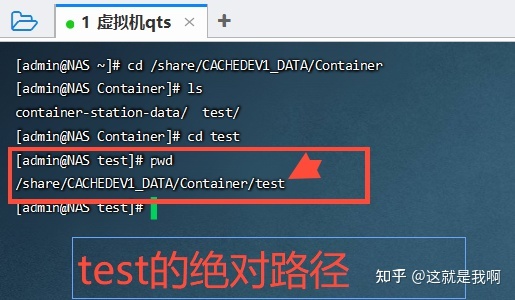 1 虚拟机qts × +
[admin@NAS ~]# cd /share/CACHEDEV1_DATA/Container
[admin@NAS Container]# ls
container-station-data/ test/
[admin@NAS Container]# cd test
[admin@NAS test]# pwd
/share/CACHEDEV1_DATA/Container/test
[admin@NAS test]#
test的绝对路径
知乎 @这就是我啊